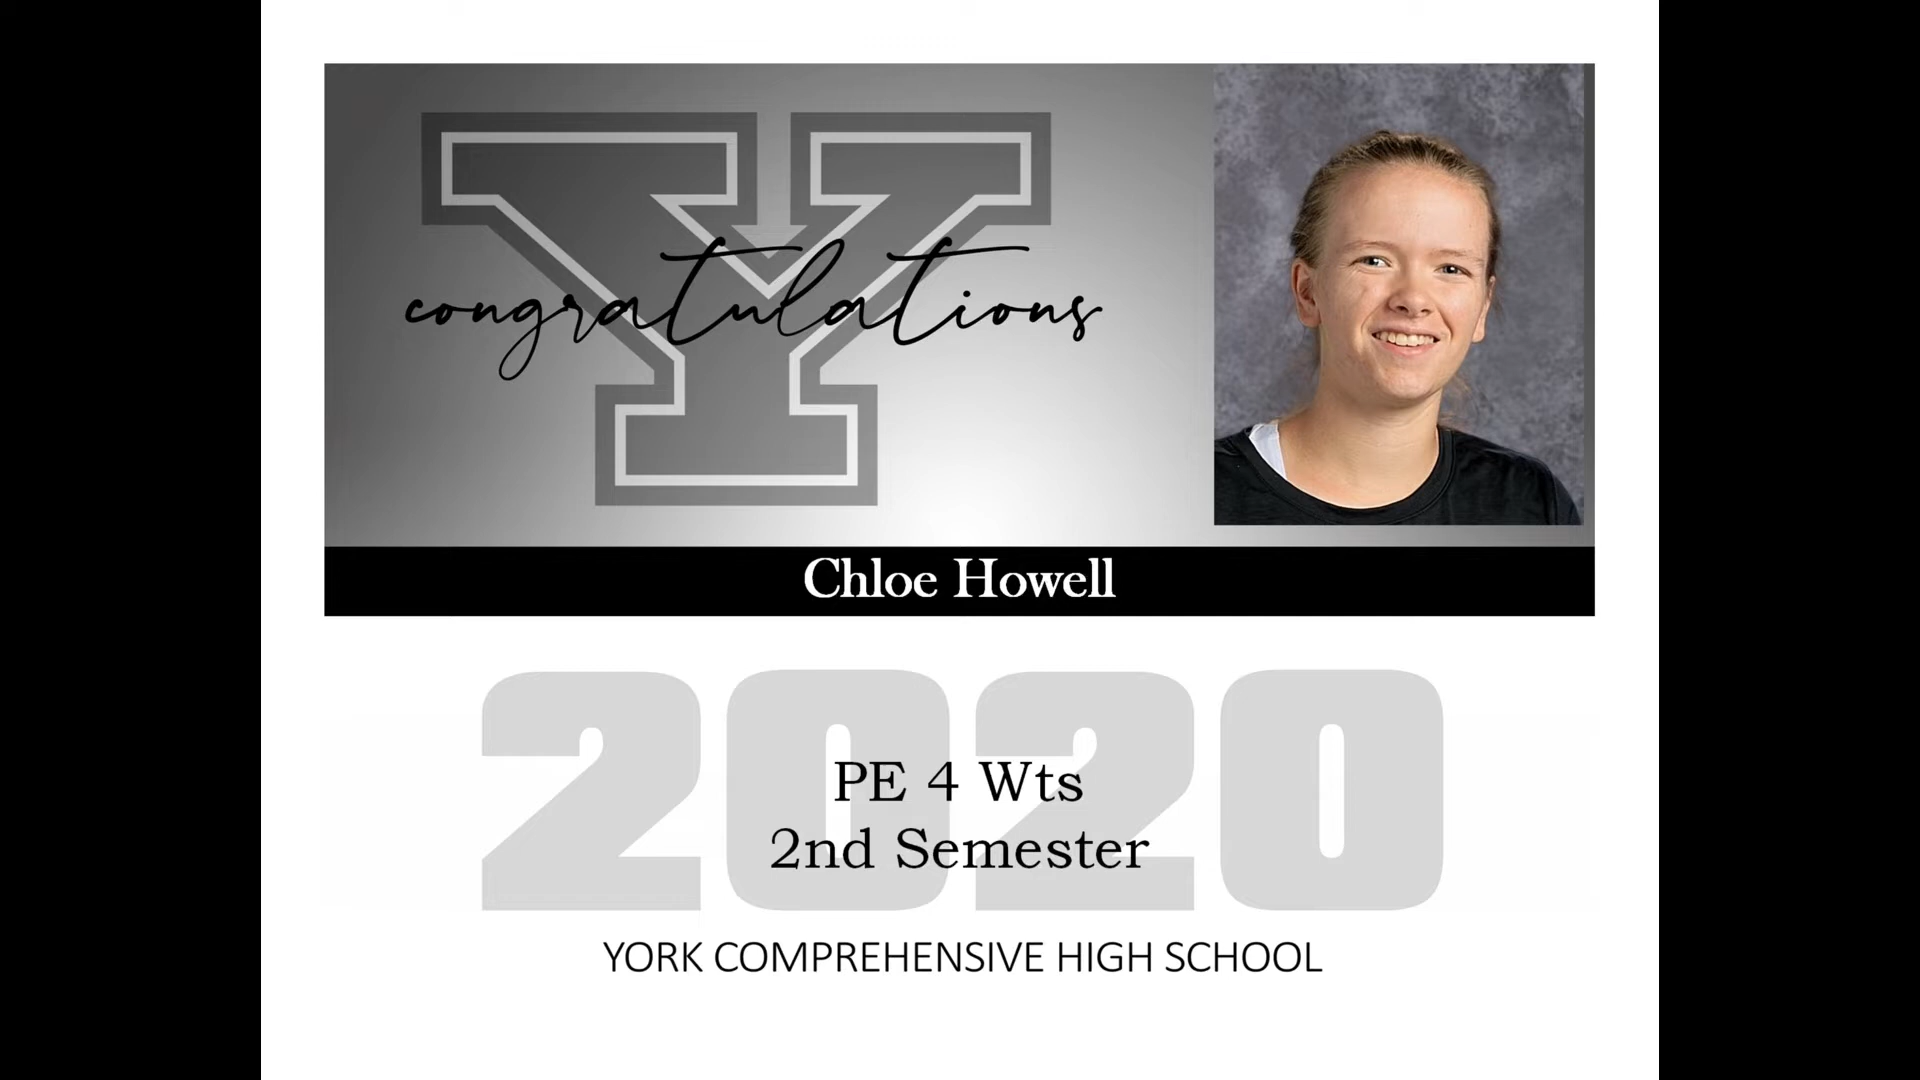 Y
congratulations
Chloe Howell
2020
PE 4 Wts
2nd Semester
YORK COMPREHENSIVE HIGH SCHOOL